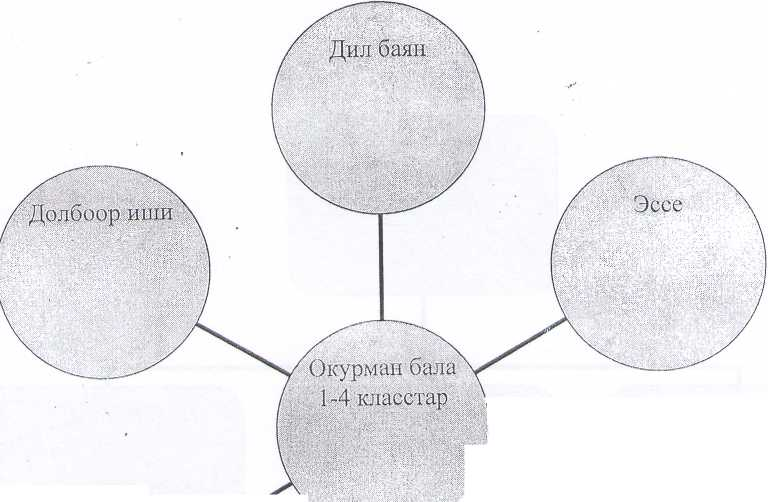 Дил баян
Долбоор иши
Эссе
Окурман бала
1-4 класстар